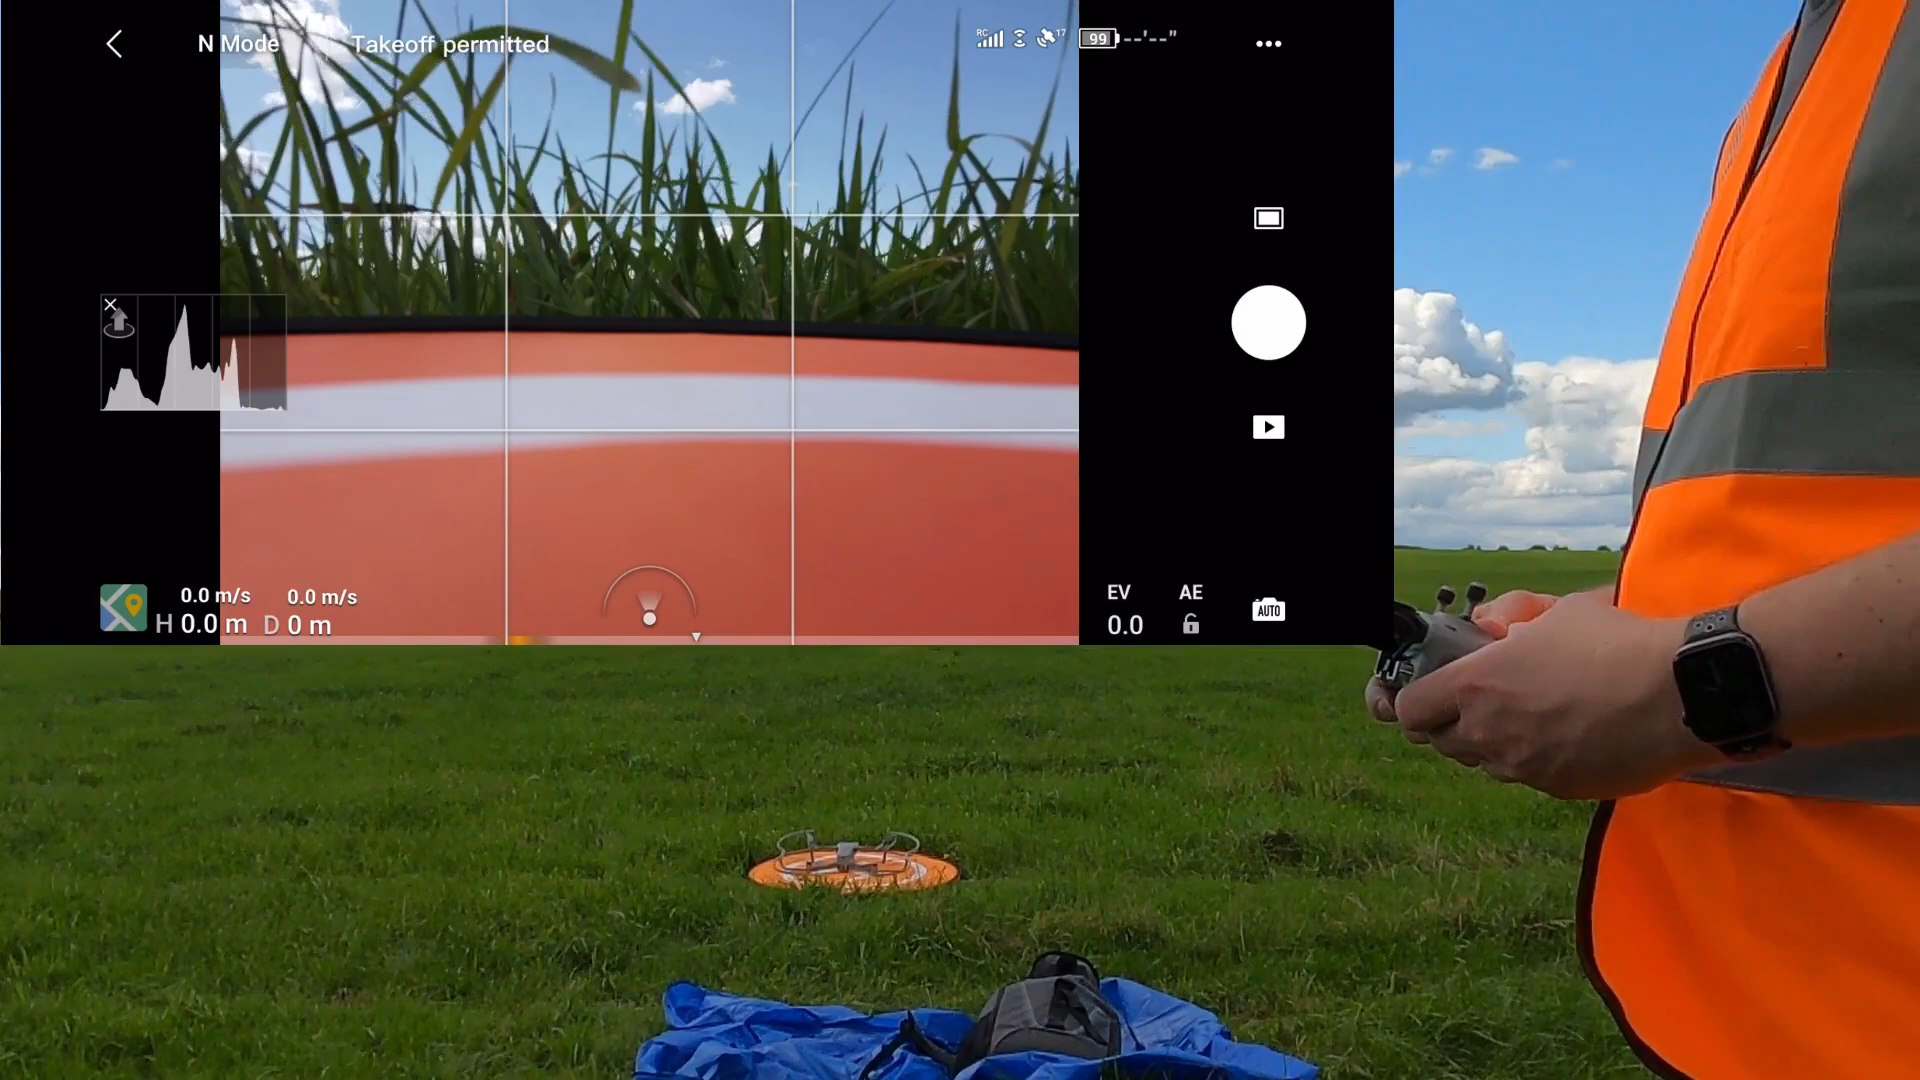 N Mode
Takeoff permitted
RC
17
99
--'--"
0.0 m/s
0.0 m/s
H 0.0 m
D 0 m
EV
AE
0.0
AUTO